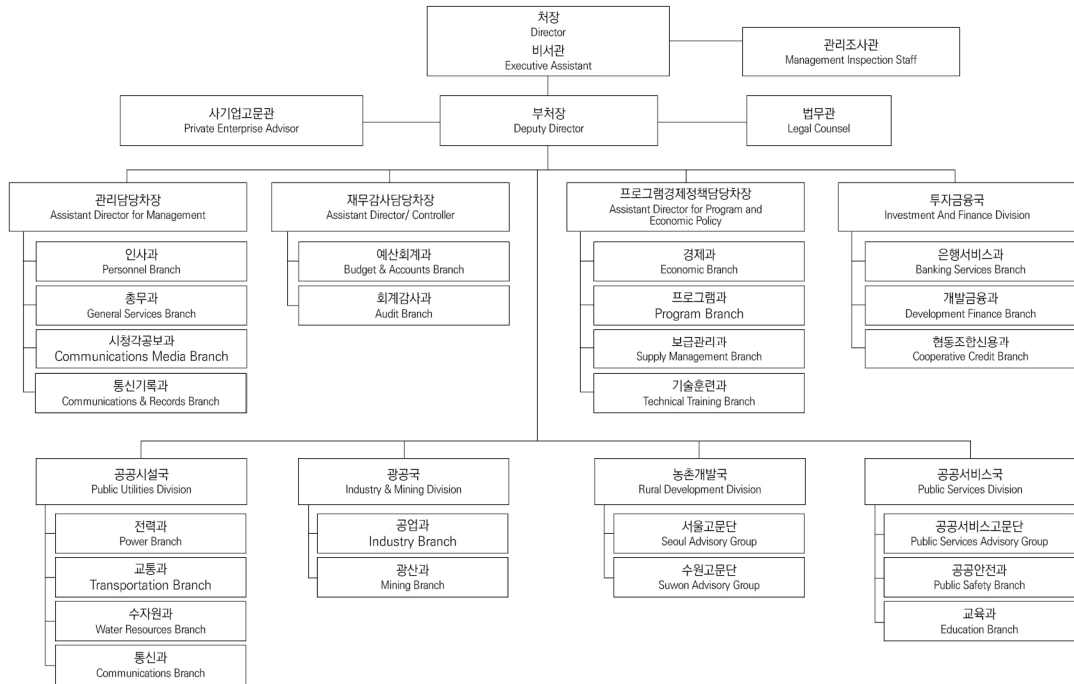 처장
Director
비서관
Executive Assistant
관리조사관
Management Inspection Staff
사기업고문관
Private Enterprise Advisor
부처장
Deputy Director
법무관
Legal Counsel
관리담당차장
Assistant Director for Management
재무감사담당차장
Assistant Director/ Controller
프로그램경제정책담당차장
Assistant Director for Program and
Economic Policy
투자금융국
Investment And Finance Division
인사과
Personnel Branch
총무과
General Services Branch
시청각공보과
Communications Media Branch
통신기록과
Communications & Records Branch
예산회계과
Budget & Accounts Branch
회계감사과
Audit Branch
경제과
Economic Branch
프로그램과
Program Branch
보급관리과
Supply Management Branch
기술훈련과
Technical Training Branch
은행서비스과
Banking Services Branch
개발금융과
Development Finance Branch
현동조합신용과
Cooperative Credit Branch
공공시설국
Public Utilities Division
광공국
Industry & Mining Division
농촌개발국
Rural Development Division
공공서비스국
Public Services Division
전력과
Power Branch
교통과
Transportation Branch
수자원과
Water Resources Branch
통신과
Communications Branch
공업과
Industry Branch
광산과
Mining Branch
서울고문단
Seoul Advisory Group
수원고문단
Suwon Advisory Group
공공서비스고문단
Public Services Advisory Group
공공안전과
Public Safety Branch
교육과
Education Branch